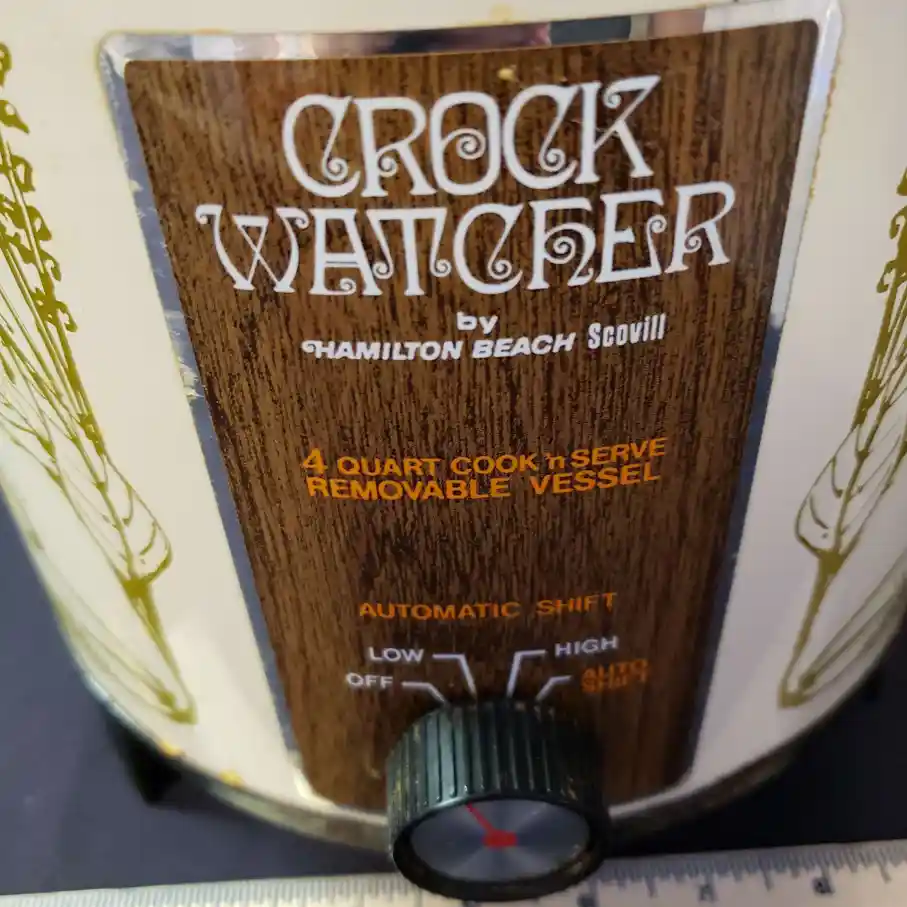 CROCK
WATCHER
by
HAMILTON BEACH Scovill
4 QUART COOK 'n SERVE
REMOVABLE VESSEL
AUTOMATIC SHIFT
LOW HIGH
OFF AUTO SHIFT